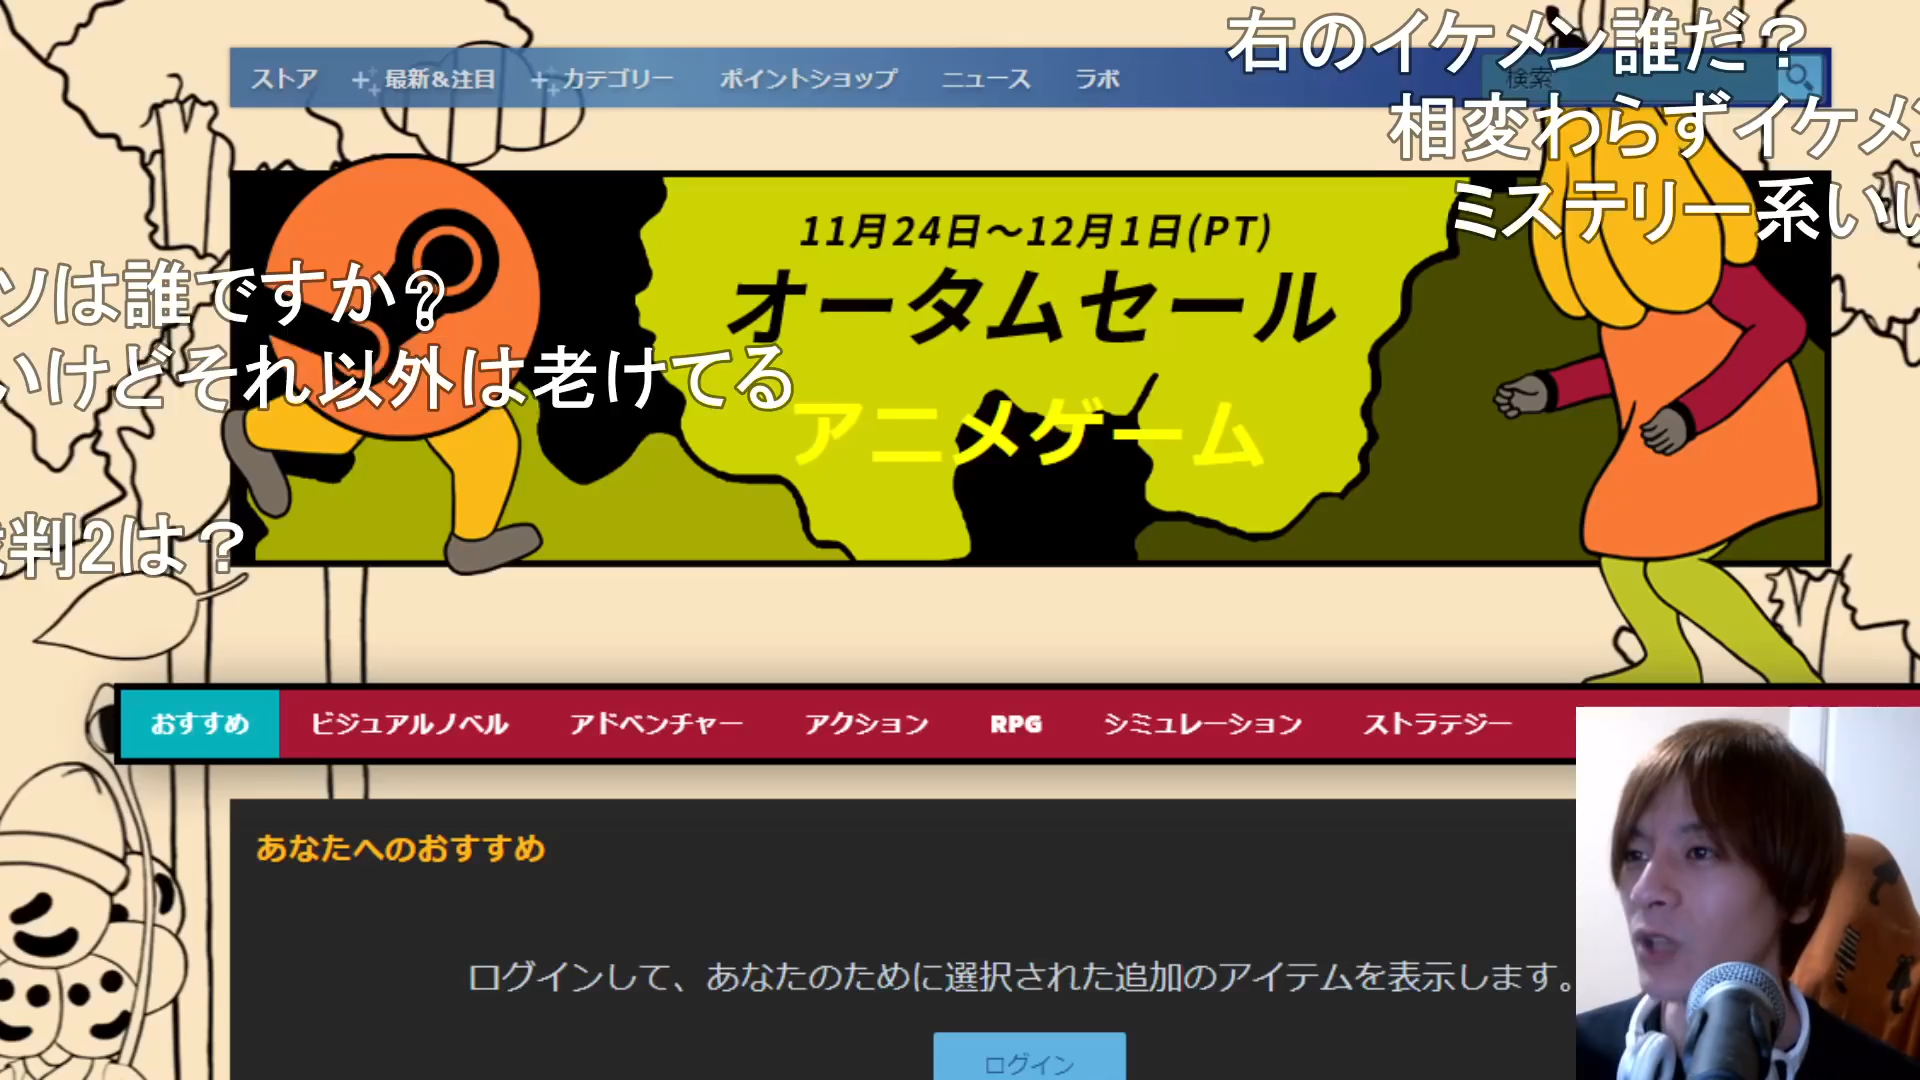 右のイケメン誰だ？
ストア
最新&注目
カテゴリー
ポイントショップ
ニュース
ラボ
検索
相変わらずイケメ
ミステリー系いい
11月24日～12月1日(PT)
オータムセール
ソは誰ですか？
いけどそれ以外は老けてる
アニメゲーム
判2は？
おすすめ
ビジュアルノベル
アドベンチャー
アクション
RPG
シミュレーション
ストラテジー
あなたへのおすすめ
ログインして、あなたのために選択された追加のアイテムを表示します。
ログイン